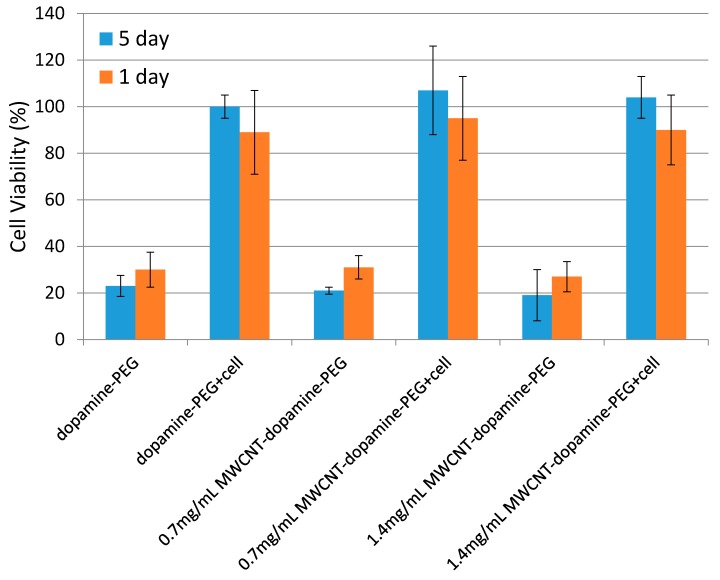 140
120
100
80
60
40
20
0
Cell Viability (%)
5 day
1 day
dopamine-PEG
dopamine-PEG+cell
0.7mg/mL MWCNT-dopamine-PEG
0.7mg/mL MWCNT-dopamine-PEG+cell
1.4mg/mL MWCNT-dopamine-PEG
1.4mg/mL MWCNT-dopamine-PEG+cell